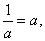 1/a = a,